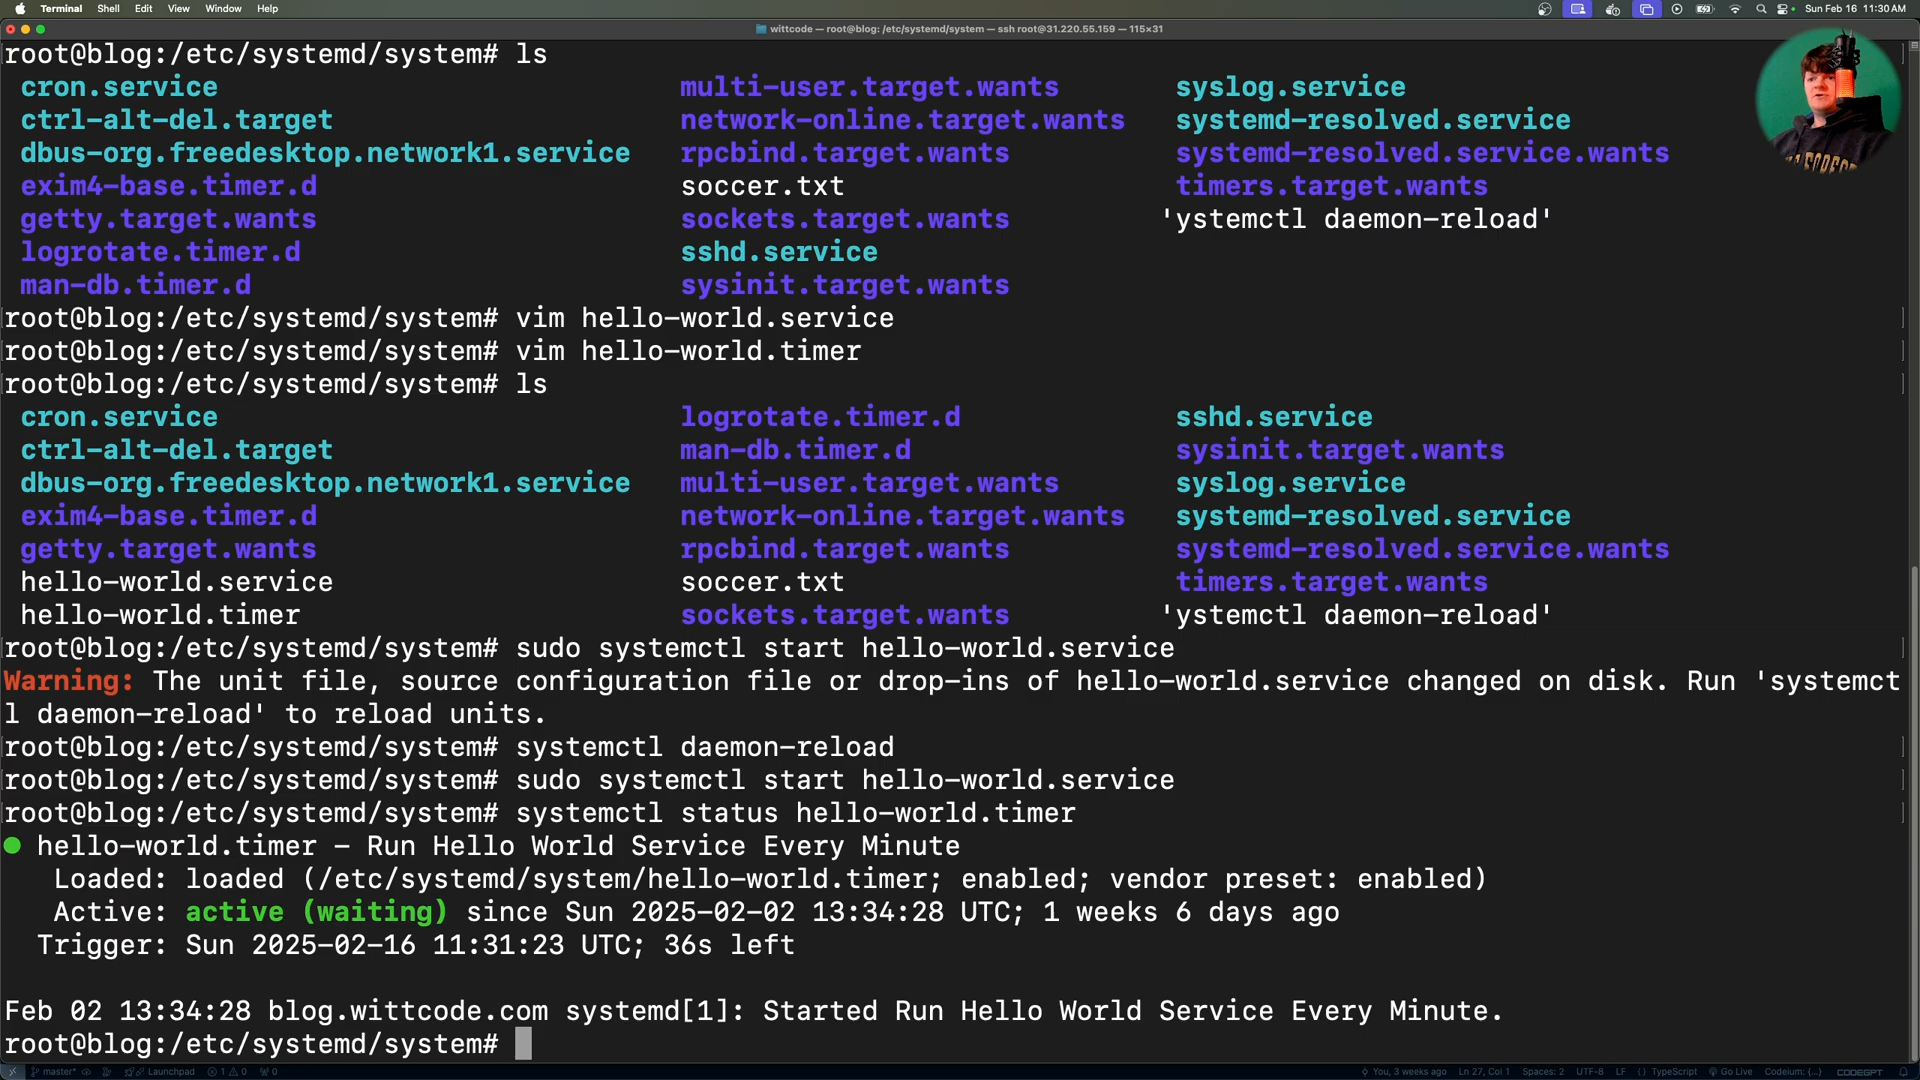 Terminal Shell Edit View Window Help Sun Feb 16 11:30 AM
wittcode — root@blog: /etc/systemd/system — ssh root@31.220.55.159 — 115×31
root@blog:/etc/systemd/system# ls
cron.service multi-user.target.wants syslog.service
ctrl-alt-del.target network-online.target.wants systemd-resolved.service
dbus-org.freedesktop.network1.service rpcbind.target.wants systemd-resolved.service.wants
exim4-base.timer.d soccer.txt timers.target.wants
getty.target.wants sockets.target.wants 'ystemctl daemon-reload'
logrotate.timer.d sshd.service
man-db.timer.d sysinit.target.wants
root@blog:/etc/systemd/system# vim hello-world.service
root@blog:/etc/systemd/system# vim hello-world.timer
root@blog:/etc/systemd/system# ls
cron.service logrotate.timer.d sshd.service
ctrl-alt-del.target man-db.timer.d sysinit.target.wants
dbus-org.freedesktop.network1.service multi-user.target.wants syslog.service
exim4-base.timer.d network-online.target.wants systemd-resolved.service
getty.target.wants rpcbind.target.wants systemd-resolved.service.wants
hello-world.service soccer.txt timers.target.wants
hello-world.timer sockets.target.wants 'ystemctl daemon-reload'
root@blog:/etc/systemd/system# sudo systemctl start hello-world.service
Warning: The unit file, source configuration file or drop-ins of hello-world.service changed on disk. Run 'systemct
l daemon-reload' to reload units.
root@blog:/etc/systemd/system# systemctl daemon-reload
root@blog:/etc/systemd/system# sudo systemctl start hello-world.service
root@blog:/etc/systemd/system# systemctl status hello-world.timer
● hello-world.timer - Run Hello World Service Every Minute
Loaded: loaded (/etc/systemd/system/hello-world.timer; enabled; vendor preset: enabled)
Active: active (waiting) since Sun 2025-02-02 13:34:28 UTC; 1 weeks 6 days ago
Trigger: Sun 2025-02-16 11:31:23 UTC; 36s left
Feb 02 13:34:28 blog.wittcode.com systemd[1]: Started Run Hello World Service Every Minute.
root@blog:/etc/systemd/system#
master* Launchpad 1 0 0 You, 3 weeks ago Ln 27, Col 1 Spaces: 2 UTF-8 LF {} TypeScript Go Live Codeium: {...} CODEGPT